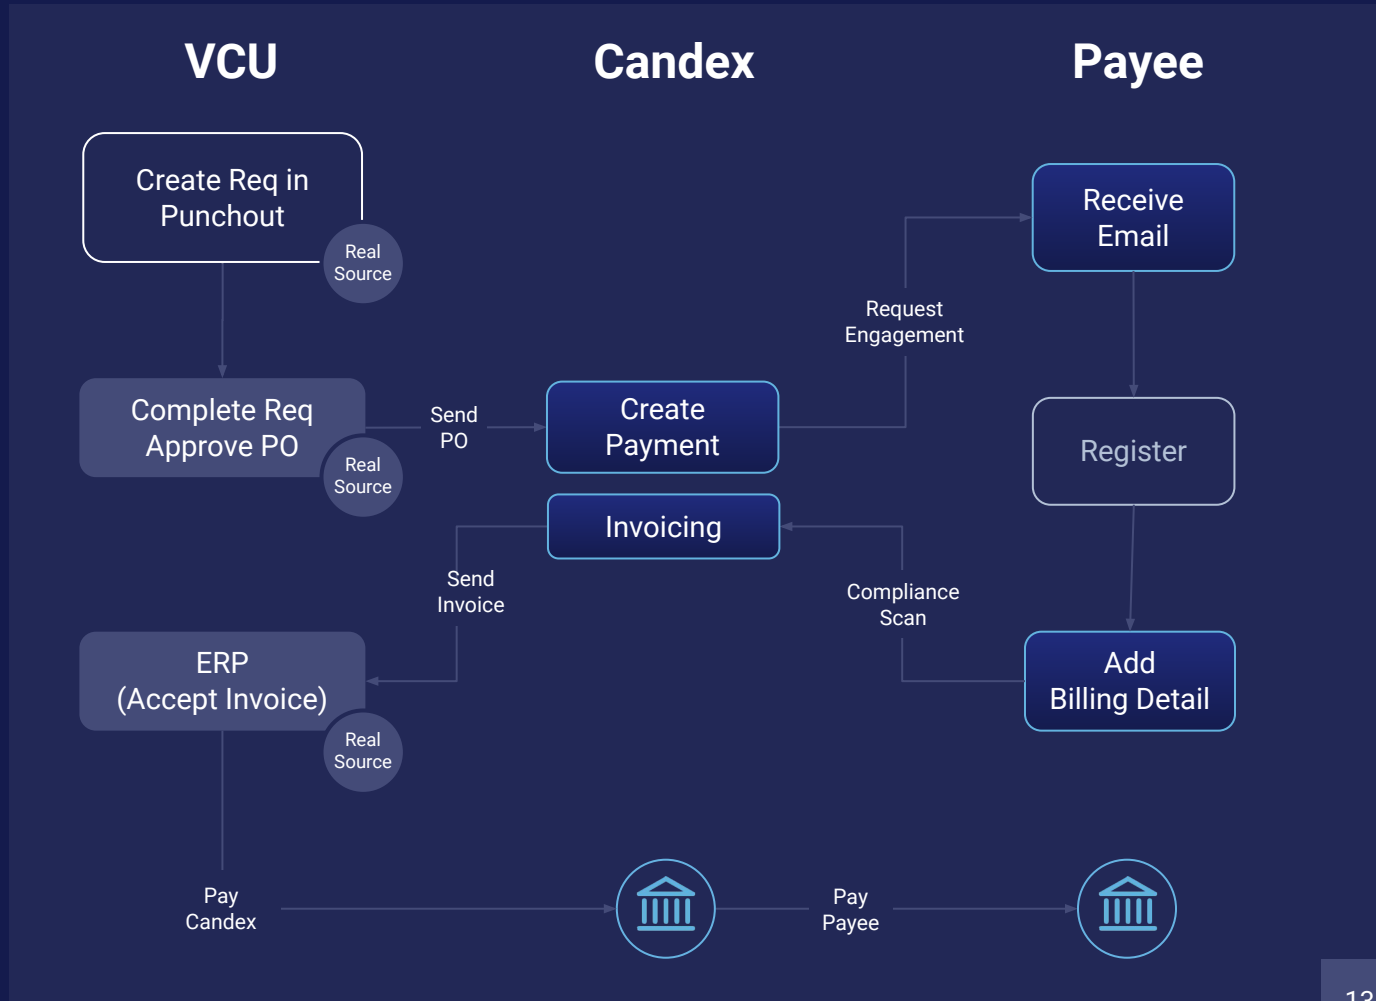 VCU
Candex
Payee
Create Req in
Punchout
Real
Source
Receive
Email
Request
Engagement
Complete Req
Approve PO
Real
Source
Send
PO
Create
Payment
Register
Invoicing
Send
Invoice
Compliance
Scan
ERP
(Accept Invoice)
Real
Source
Add
Billing Detail
Pay
Candex
Pay
Payee
13